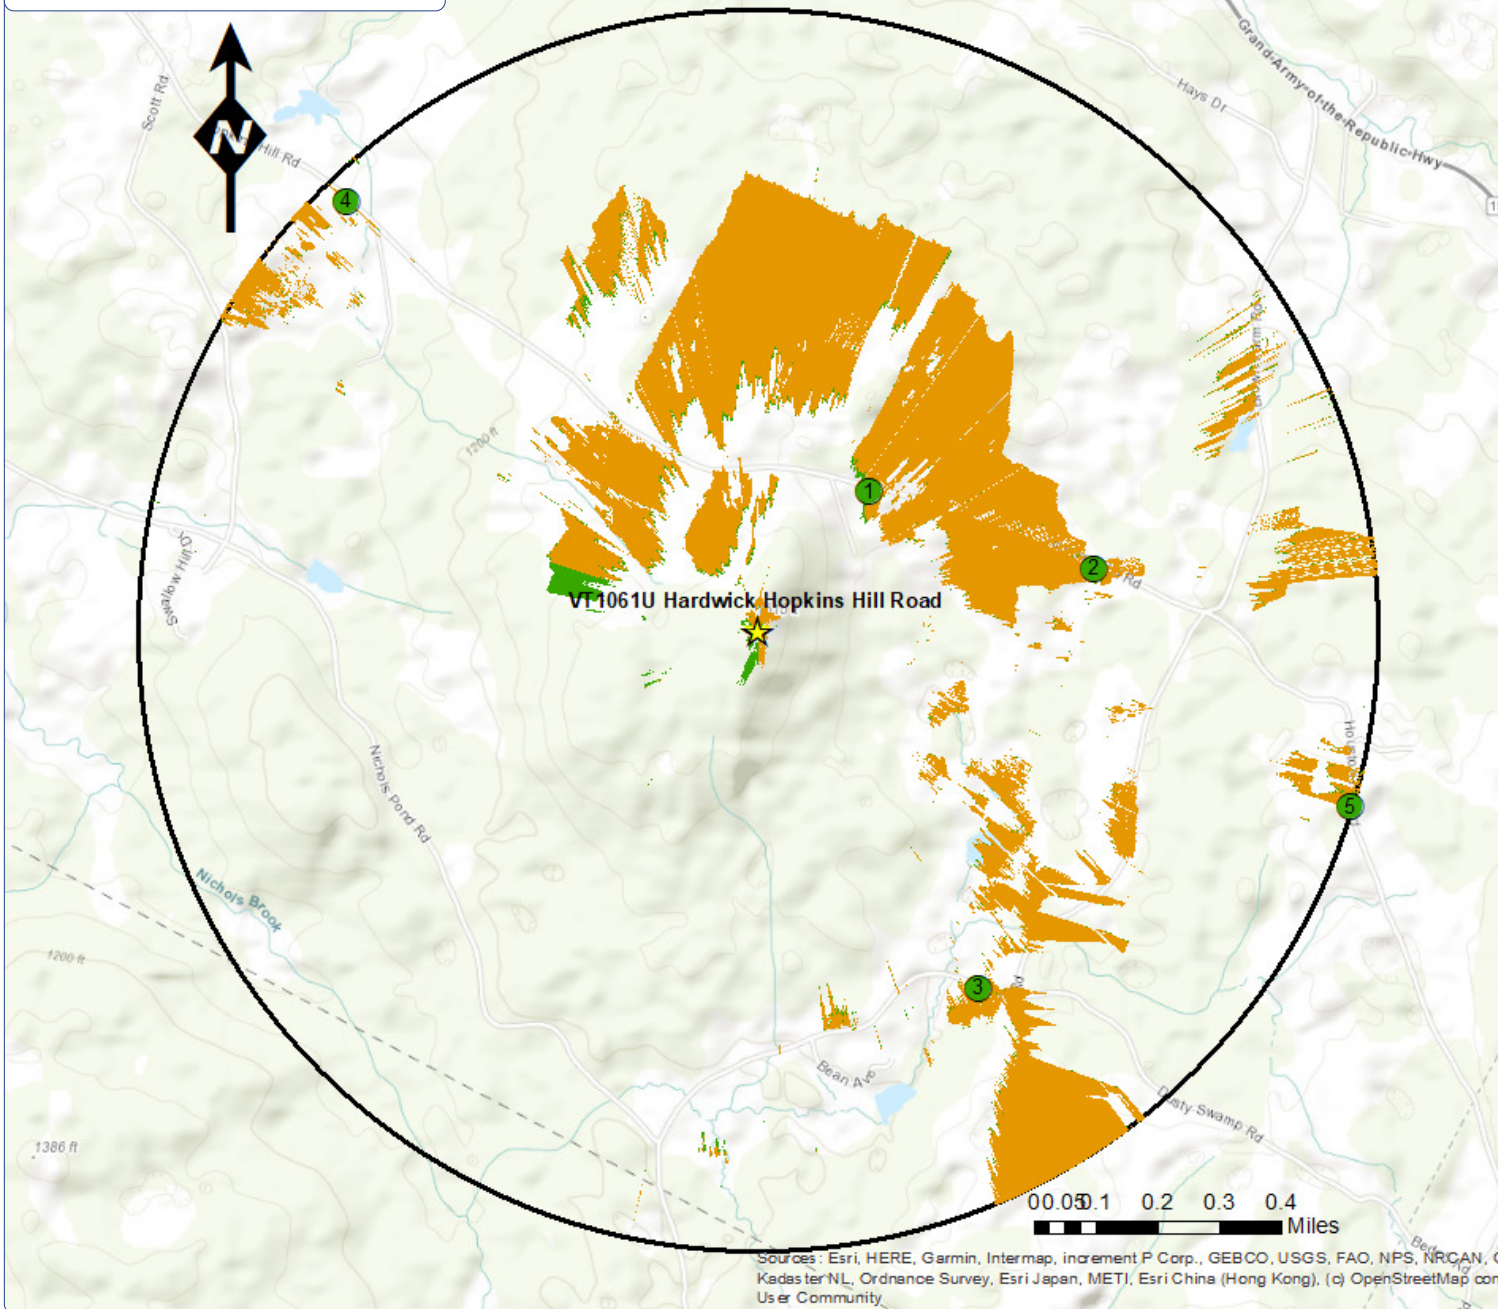 Grand-Army-of-the-Republic-Hwy
Hays Dr
Scott Rd
N
Hill Rd
4
1200 ft
1
2
Rd
Swallow Hill Dr
VT1061U Hardwick Hopkins Hill Road
Nichols Pond Rd
5
Nichols Brook
1200 ft
3
Bean Ave
Dusty-Swamp Rd
1386 ft
0 0.05 0.1 0.2 0.3 0.4
Miles
Sources: Esri, HERE, Garmin, Intermap, increment P Corp., GEBCO, USGS, FAO, NPS, NRCAN,
Kadaster NL, Ordnance Survey, Esri Japan, METI, Esri China (Hong Kong), (c) OpenStreetMap
User Community